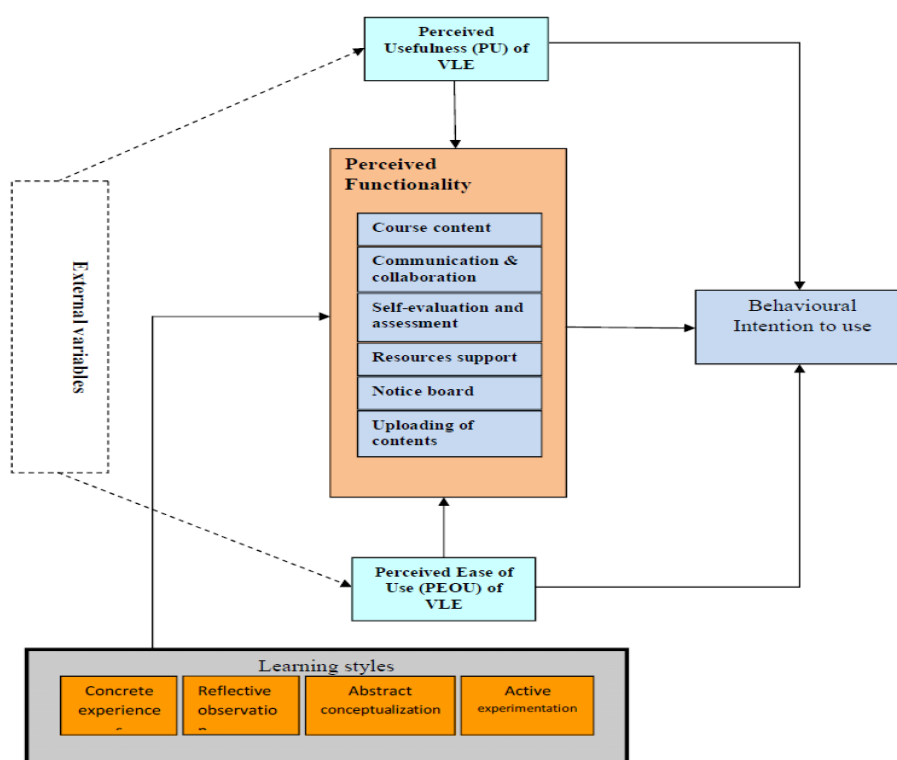 Perceived
Usefulness (PU) of
VLE
Perceived
Functionality
Course content
Communication &
collaboration
Self-evaluation and
assessment
Resources support
Notice board
Uploading of
contents
External variables
Behavioural
Intention to use
Perceived Ease of
Use (PEOU) of
VLE
Learning styles
Concrete
experience
Reflective
observatio
Abstract
conceptualization
Active
experimentation